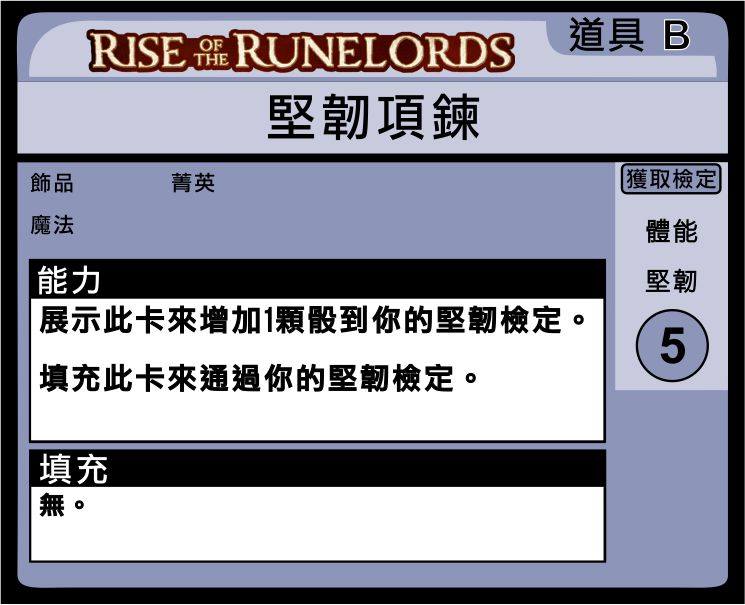 RISE OF THE RUNELORDS
道具 B
堅韌項鍊
飾品 菁英
魔法
獲取檢定
體能
堅韌
5
能力
展示此卡來增加1顆骰到你的堅韌檢定。
填充此卡來通過你的堅韌檢定。
填充
無。